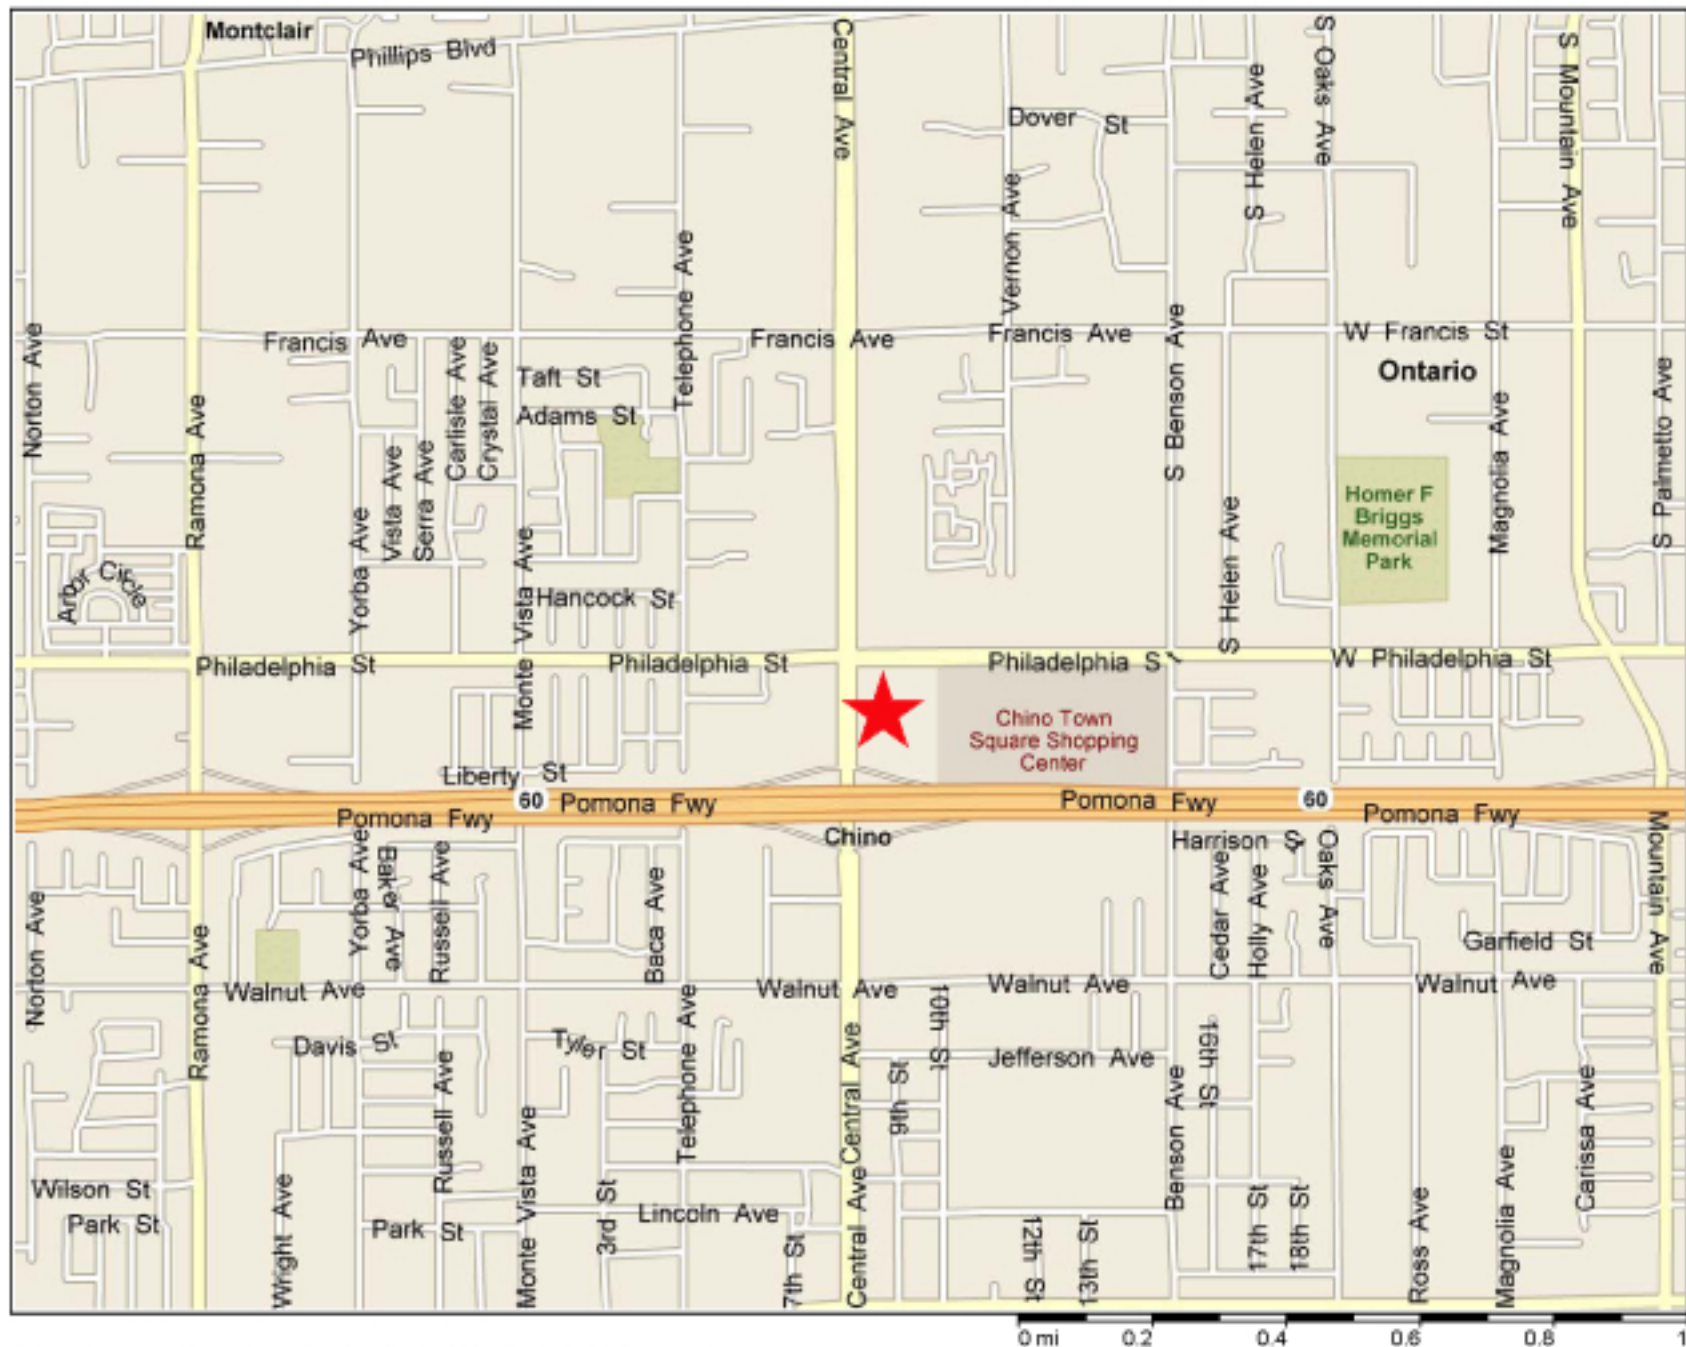 Montclair
Phillips Blvd
Central Ave
Dover St
S Helen Ave
S Oaks Ave
S Mountain Ave
Vernon Ave
Telephone Ave
Norton Ave
Francis Ave
Francis Ave
Francis Ave
W Francis St
Ontario
Ramona Ave
Carlisle Ave
Crystal Ave
Taft St
Adams St
S Benson Ave
Magnolia Ave
S Palmetto Ave
Vista Ave
Serra Ave
Yorba Ave
Monte Vista Ave
Homer F
Briggs
Memorial
Park
S Helen Ave
Arbor Circle
Hancock St
Philadelphia St
Philadelphia St
Philadelphia S
W Philadelphia St
Chino Town
Square Shopping
Center
Liberty St
60
Pomona Fwy
Pomona Fwy
60
Pomona Fwy
Pomona Fwy
Chino
Harrison St
Oaks Ave
Mountain Ave
Yorba Ave
Baker Ave
Russell Ave
Baca Ave
Cedar Ave
Holly Ave
Norton Ave
Ramona Ave
Garfield St
Walnut Ave
Walnut Ave
Walnut Ave
Walnut Ave
10th St
Davis St
Tyler St
Telephone Ave
Central Ave
Jefferson Ave
16th St
9th St
Russell Ave
Benson Ave
Carissa Ave
Wilson St
Park St
Wright Ave
Park St
Monte Vista Ave
3rd St
Lincoln Ave
7th St
Central Ave
12th St
13th St
17th St
18th St
Ross Ave
Magnolia Ave
0 mi 0.2 0.4 0.6 0.8 1